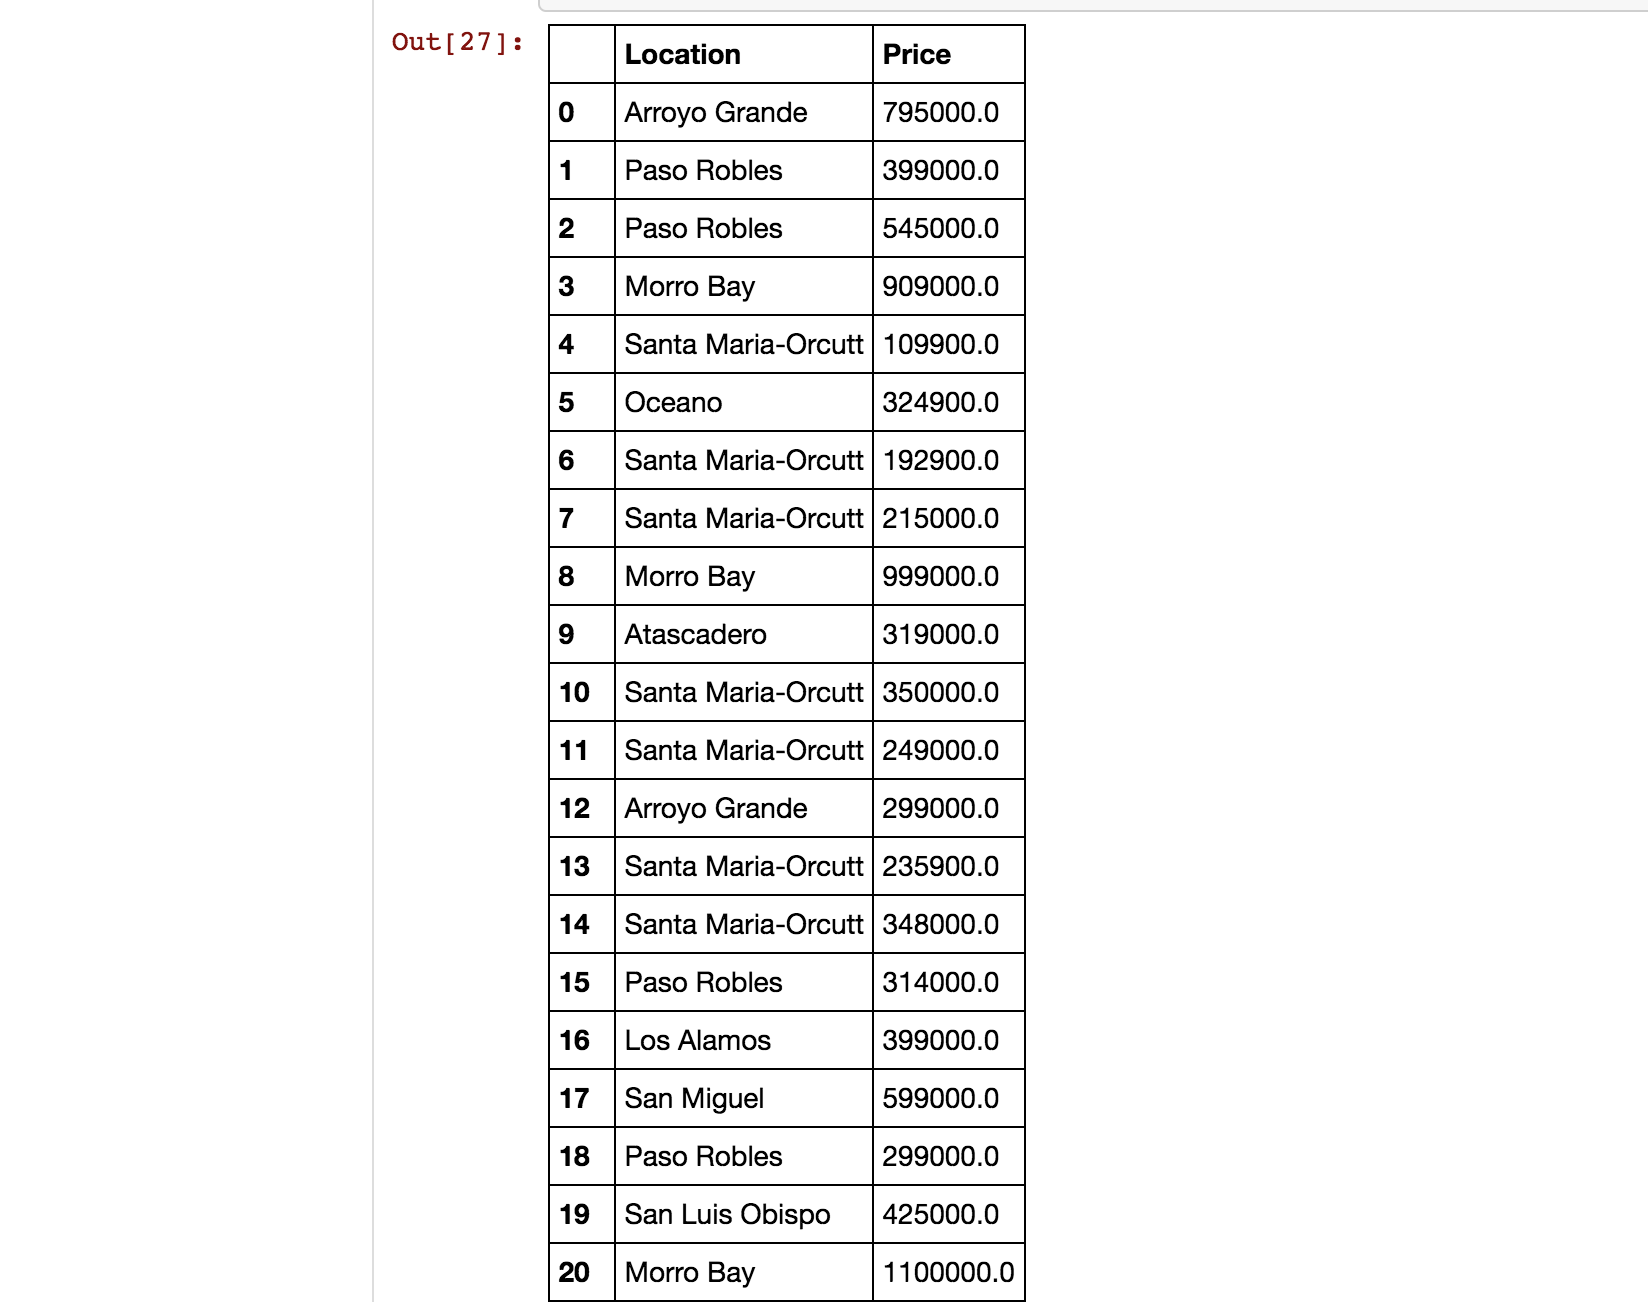 Out[27]:
Location Price
0 Arroyo Grande 795000.0
1 Paso Robles 399000.0
2 Paso Robles 545000.0
3 Morro Bay 909000.0
4 Santa Maria-Orcutt 109900.0
5 Oceano 324900.0
6 Santa Maria-Orcutt 192900.0
7 Santa Maria-Orcutt 215000.0
8 Morro Bay 999000.0
9 Atascadero 319000.0
10 Santa Maria-Orcutt 350000.0
11 Santa Maria-Orcutt 249000.0
12 Arroyo Grande 299000.0
13 Santa Maria-Orcutt 235900.0
14 Santa Maria-Orcutt 348000.0
15 Paso Robles 314000.0
16 Los Alamos 399000.0
17 San Miguel 599000.0
18 Paso Robles 299000.0
19 San Luis Obispo 425000.0
20 Morro Bay 1100000.0